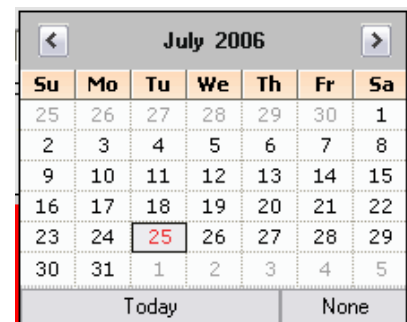 < July 2006 >
Su Mo Tu We Th Fr Sa
25 26 27 28 29 30 1
2 3 4 5 6 7 8
9 10 11 12 13 14 15
16 17 18 19 20 21 22
23 24 25 26 27 28 29
30 31 1 2 3 4 5
Today None